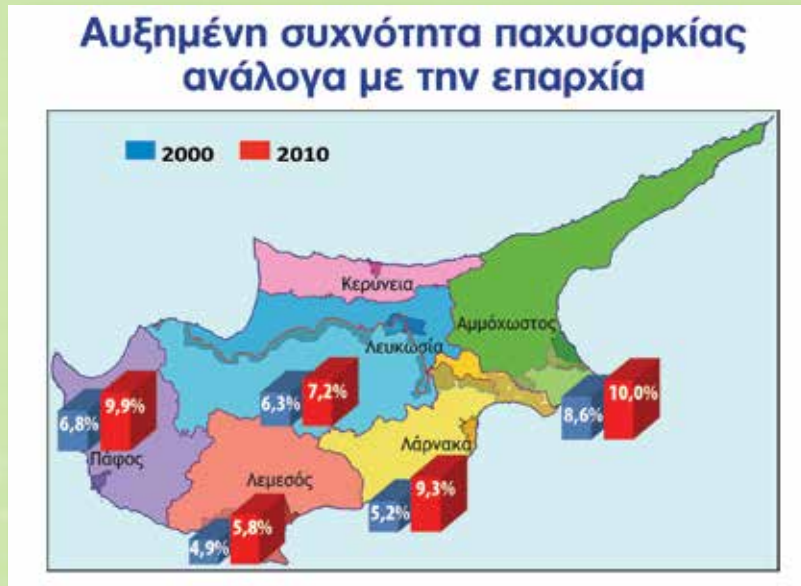 Αυξημένη συχνότητα παχυσαρκίας
ανάλογα με την επαρχία
2000 2010
Κερύνεια
Αμμόχωστος
Λευκωσία
6,3% 7,2%
6,8% 9,9%
8,6% 10,0%
Πάφος
Λάρνακα
Λεμεσός
5,2% 9,3%
4,9% 5,8%